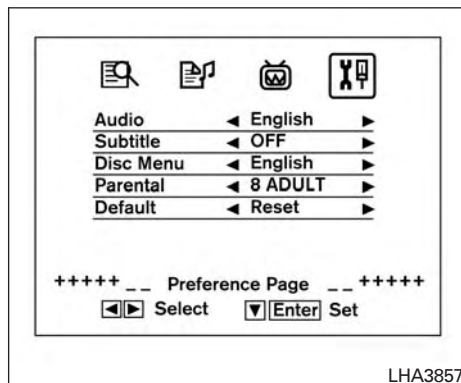 Audio ◀ English ▶
Subtitle ◀ OFF ▶
Disc Menu ◀ English ▶
Parental ◀ 8 ADULT ▶
Default ◀ Reset ▶
+++++ _ _ Preference Page _ _ +++++
◀ ▶ Select ▼ Enter Set
LHA3857